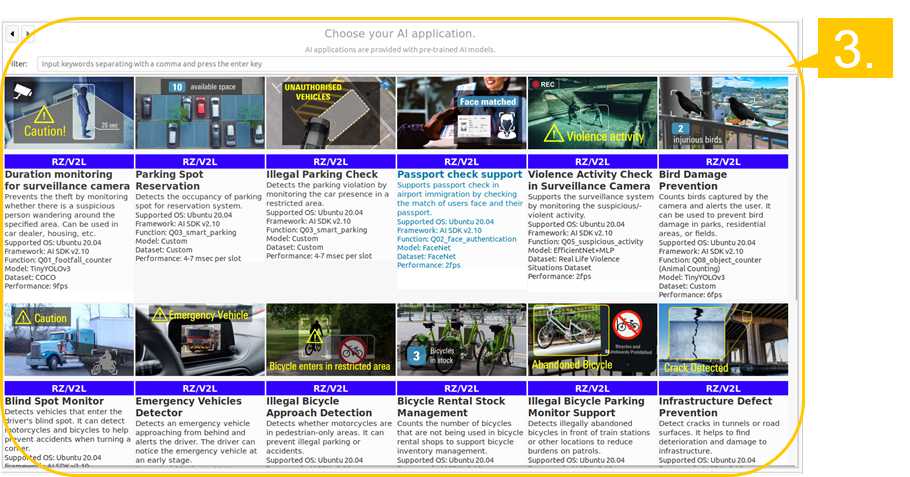 Choose your AI application.
AI applications are provided with pre-trained AI models.
Filter:
Input keywords separating with a comma and press the enter key
3.
Caution!
26 sec
10 available space
UNAUTHORISED
VEHICLES
Face matched
REC
Violence activity
2
injurious birds
RZ/V2L
Duration monitoring
for surveillance camera
Prevents the theft by monitoring
whether there is a suspicious
person wandering around the
specified area. Can be used in
car dealer, housing, etc.
Supported OS: Ubuntu 20.04
Framework: AI SDK v2.10
Function: Q01_footfall_counter
Model: TinyYOLOv3
Dataset: COCO
Performance: 9fps
RZ/V2L
Parking Spot
Reservation
Detects the occupancy of parking
spot for reservation system.
Supported OS: Ubuntu 20.04
Framework: AI SDK v2.10
Function: Q03_smart_parking
Model: Custom
Dataset: Custom
Performance: 4-7 msec per slot
RZ/V2L
Illegal Parking Check
Detects the parking violation by
monitoring the car presence in a
restricted area.
Supported OS: Ubuntu 20.04
Framework: AI SDK v2.10
Function: Q03_smart_parking
Model: Custom
Dataset: Custom
Performance: 4-7 msec per slot
RZ/V2L
Passport check support
Supports passport check in
airport immigration by checking
the match of users face and their
passport.
Supported OS: Ubuntu 20.04
Framework: AI SDK v2.10
Function: Q02_face_authentication
Model: FaceNet
Dataset: FaceNet
Performance: 2fps
RZ/V2L
Violence Activity Check
in Surveillance Camera
Supports the surveillance system
by monitoring the suspicious/-
violent activity.
Supported OS: Ubuntu 20.04
Framework: AI SDK v2.10
Function: Q05_suspicious_activity
Model: EfficientNet+MLP
Dataset: Real Life Violence
Situations Dataset
Performance: 2fps
RZ/V2L
Bird Damage
Prevention
Counts birds captured by the
camera and alerts the user. It
can be used to prevent bird
damage in parks, residential
areas, or fields.
Supported OS: Ubuntu 20.04
Framework: AI SDK v2.10
Function: Q08_object_counter
(Animal Counting)
Model: TinyYOLOv3
Dataset: Custom
Performance: 6fps
Caution
Emergency Vehicle
Bicycle enters in restricted area
3
Bicycles
in stock
Bicycles and
Skateboards Prohibited
Abandoned Bicycle
Crack Detected
RZ/V2L
Blind Spot Monitor
Detects vehicles that enter the
driver's blind spot. It can detect
motorcycles and bicycles to help
prevent accidents when turning a
corner.
Supported OS: Ubuntu 20.04
Framework: AI SDK v2.10
RZ/V2L
Emergency Vehicles
Detector
Detects an emergency vehicle
approaching from behind and
alerts the driver. The driver can
notice the emergency vehicle at
an early stage.
RZ/V2L
Illegal Bicycle
Approach Detection
Detects whether motorcycles are
in pedestrian-only areas. It can
prevent illegal parking or
accidents.
Supported OS: Ubuntu 20.04
RZ/V2L
Bicycle Rental Stock
Management
Counts the number of bicycles
that are not being used in bicycle
rental shops to support bicycle
inventory management.
Supported OS: Ubuntu 20.04
RZ/V2L
Illegal Bicycle Parking
Monitor Support
Detects illegally abandoned
bicycles in front of train stations
or other locations to reduce
burdens on patrols.
Supported OS: Ubuntu 20.04
RZ/V2L
Infrastructure Defect
Prevention
Detect cracks in tunnels or road
surfaces. It helps to find
deterioration and damage to
infrastructure.
Supported OS: Ubuntu 20.04